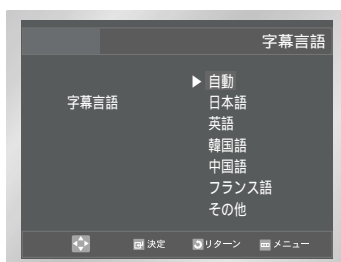 字幕言語
字幕言語
▶ 自動
日本語
英語
韓国語
中国語
フランス語
その他
決定 リターン メニュー